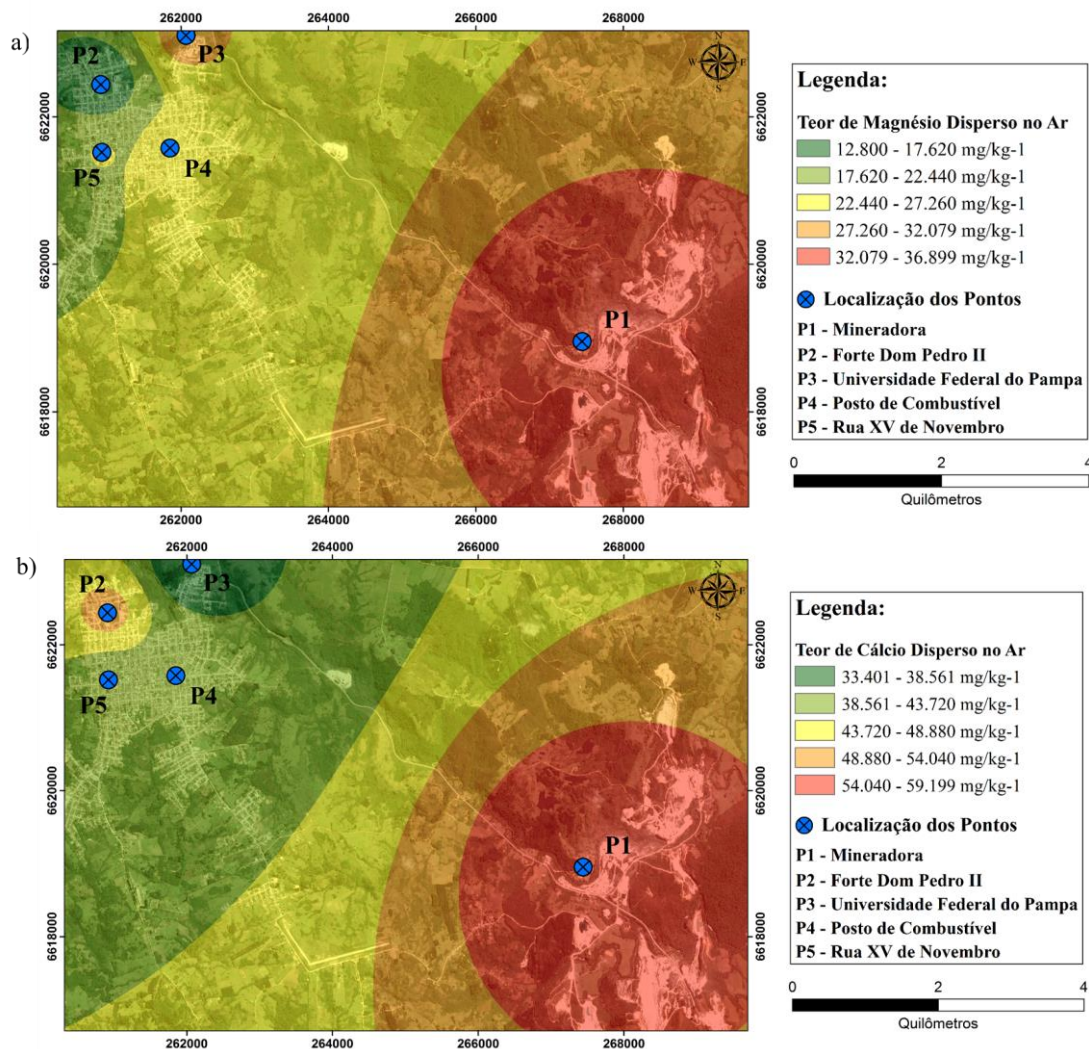 a)
262000 264000 266000 268000
6622000
6620000
6618000
P2
P3
P5
P4
P1
N
W E
S
262000 264000 266000 268000
Legenda:
Teor de Magnésio Disperso no Ar
12.800 - 17.620 mg/kg-1
17.620 - 22.440 mg/kg-1
22.440 - 27.260 mg/kg-1
27.260 - 32.079 mg/kg-1
32.079 - 36.899 mg/kg-1
Localização dos Pontos
P1 - Mineradora
P2 - Forte Dom Pedro II
P3 - Universidade Federal do Pampa
P4 - Posto de Combustível
P5 - Rua XV de Novembro
0 2 4
Quilômetros
6622000
6620000
6618000
b)
262000 264000 266000 268000
6622000
6620000
6618000
P2
P3
P5
P4
P1
N
W E
S
262000 264000 266000 268000
Legenda:
Teor de Cálcio Disperso no Ar
33.401 - 38.561 mg/kg-1
38.561 - 43.720 mg/kg-1
43.720 - 48.880 mg/kg-1
48.880 - 54.040 mg/kg-1
54.040 - 59.199 mg/kg-1
Localização dos Pontos
P1 - Mineradora
P2 - Forte Dom Pedro II
P3 - Universidade Federal do Pampa
P4 - Posto de Combustível
P5 - Rua XV de Novembro
0 2 4
Quilômetros
6622000
6620000
6618000